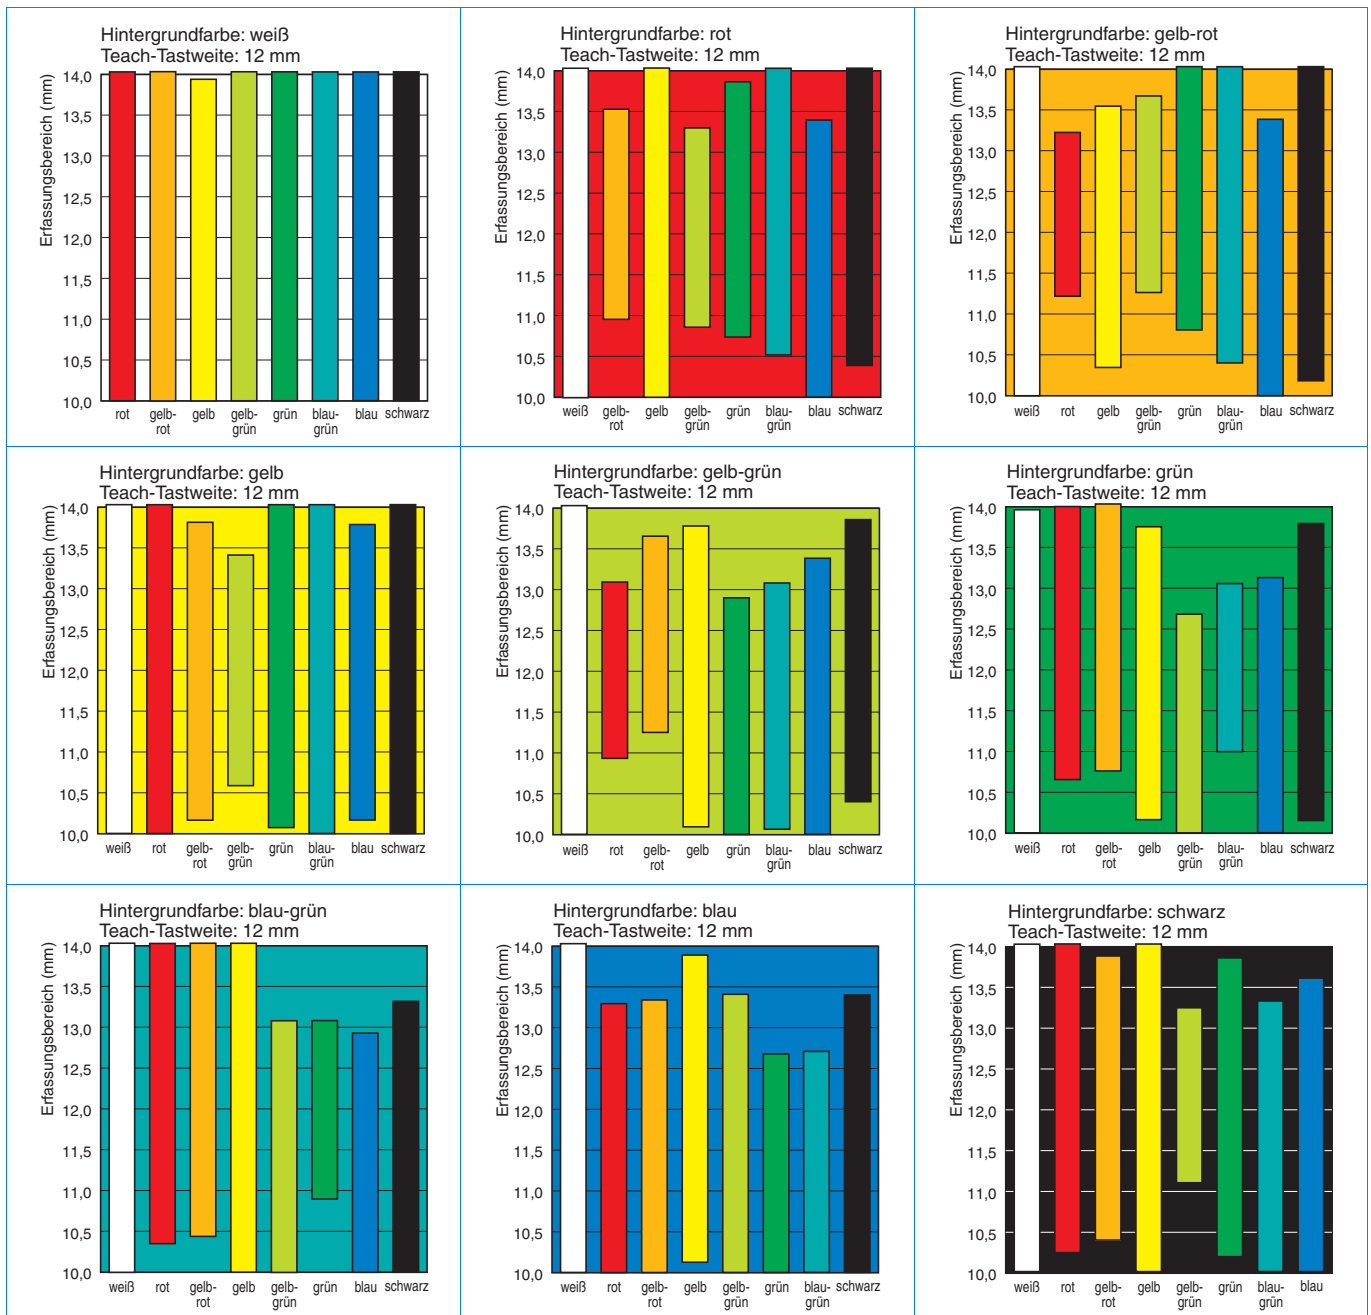 Hintergrundfarbe: weiß
Teach-Tastweite: 12 mm
Erfassungsbereich (mm)
14,0
13,5
13,0
12,5
12,0
11,5
11,0
10,5
10,0
rot gelb-rot gelb gelb-grün grün blau-grün blau schwarz
Hintergrundfarbe: rot
Teach-Tastweite: 12 mm
Erfassungsbereich (mm)
14,0
13,5
13,0
12,5
12,0
11,5
11,0
10,5
10,0
weiß gelb-rot gelb gelb-grün grün blau-grün blau schwarz
Hintergrundfarbe: gelb-rot
Teach-Tastweite: 12 mm
Erfassungsbereich (mm)
14,0
13,5
13,0
12,5
12,0
11,5
11,0
10,5
10,0
weiß rot gelb gelb-grün grün blau-grün blau schwarz
Hintergrundfarbe: gelb
Teach-Tastweite: 12 mm
Erfassungsbereich (mm)
14,0
13,5
13,0
12,5
12,0
11,5
11,0
10,5
10,0
weiß rot gelb-rot gelb-grün grün blau-grün blau schwarz
Hintergrundfarbe: gelb-grün
Teach-Tastweite: 12 mm
Erfassungsbereich (mm)
14,0
13,5
13,0
12,5
12,0
11,5
11,0
10,5
10,0
weiß rot gelb-rot gelb grün blau-grün blau schwarz
Hintergrundfarbe: grün
Teach-Tastweite: 12 mm
Erfassungsbereich (mm)
14,0
13,5
13,0
12,5
12,0
11,5
11,0
10,5
10,0
weiß rot gelb-rot gelb gelb-grün blau-grün blau schwarz
Hintergrundfarbe: blau-grün
Teach-Tastweite: 12 mm
Erfassungsbereich (mm)
14,0
13,5
13,0
12,5
12,0
11,5
11,0
10,5
10,0
weiß rot gelb-rot gelb gelb-grün grün blau schwarz
Hintergrundfarbe: blau
Teach-Tastweite: 12 mm
Erfassungsbereich (mm)
14,0
13,5
13,0
12,5
12,0
11,5
11,0
10,5
10,0
weiß rot gelb-rot gelb gelb-grün grün blau-grün schwarz
Hintergrundfarbe: schwarz
Teach-Tastweite: 12 mm
Erfassungsbereich (mm)
14,0
13,5
13,0
12,5
12,0
11,5
11,0
10,5
10,0
weiß rot gelb-rot gelb gelb-grün grün blau-grün blau